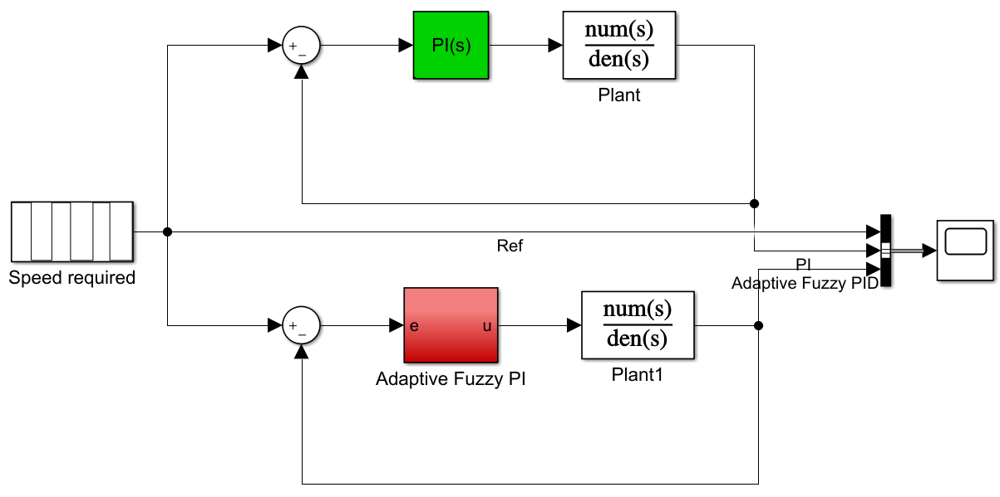 +
_
PI(s)
num(s)
den(s)
Plant
Speed required
Ref
PI
Adaptive Fuzzy PID
+
_
e
u
Adaptive Fuzzy PI
num(s)
den(s)
Plant1